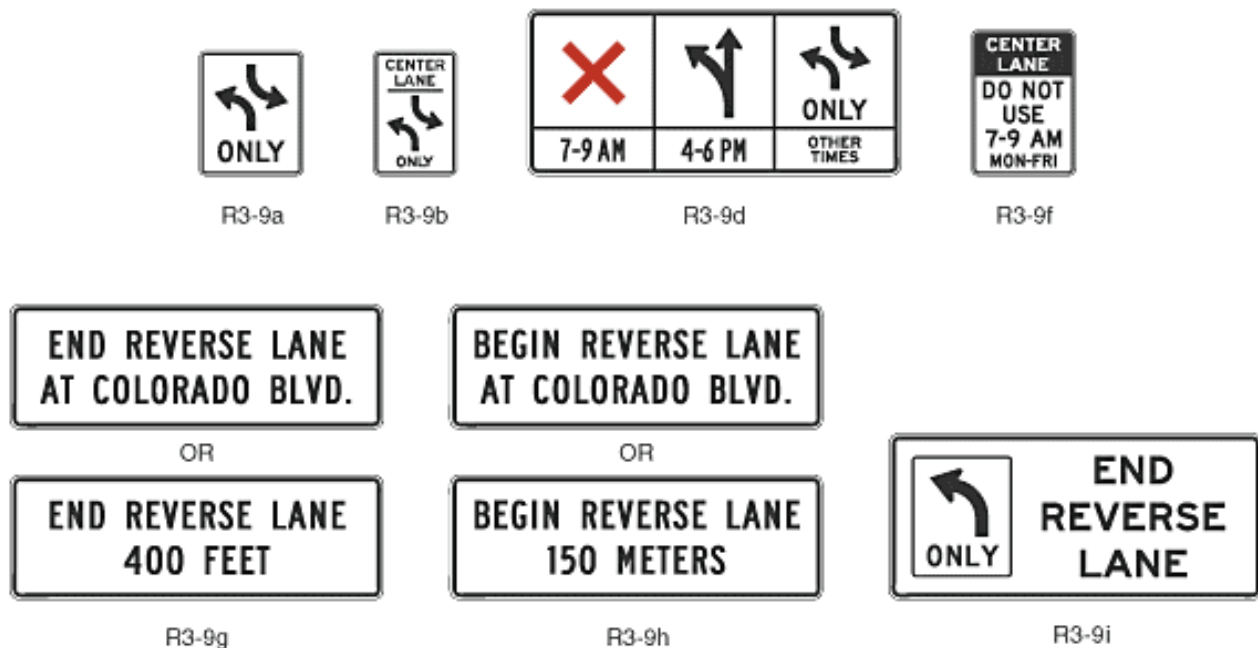 ONLY
R3-9a
CENTER
LANE
ONLY
R3-9b
7-9 AM
4-6 PM
ONLY
OTHER
TIMES
R3-9d
CENTER
LANE
DO NOT
USE
7-9 AM
MON-FRI
R3-9f
END REVERSE LANE
AT COLORADO BLVD.
OR
END REVERSE LANE
400 FEET
R3-9g
BEGIN REVERSE LANE
AT COLORADO BLVD.
OR
BEGIN REVERSE LANE
150 METERS
R3-9h
ONLY
END
REVERSE
LANE
R3-9i